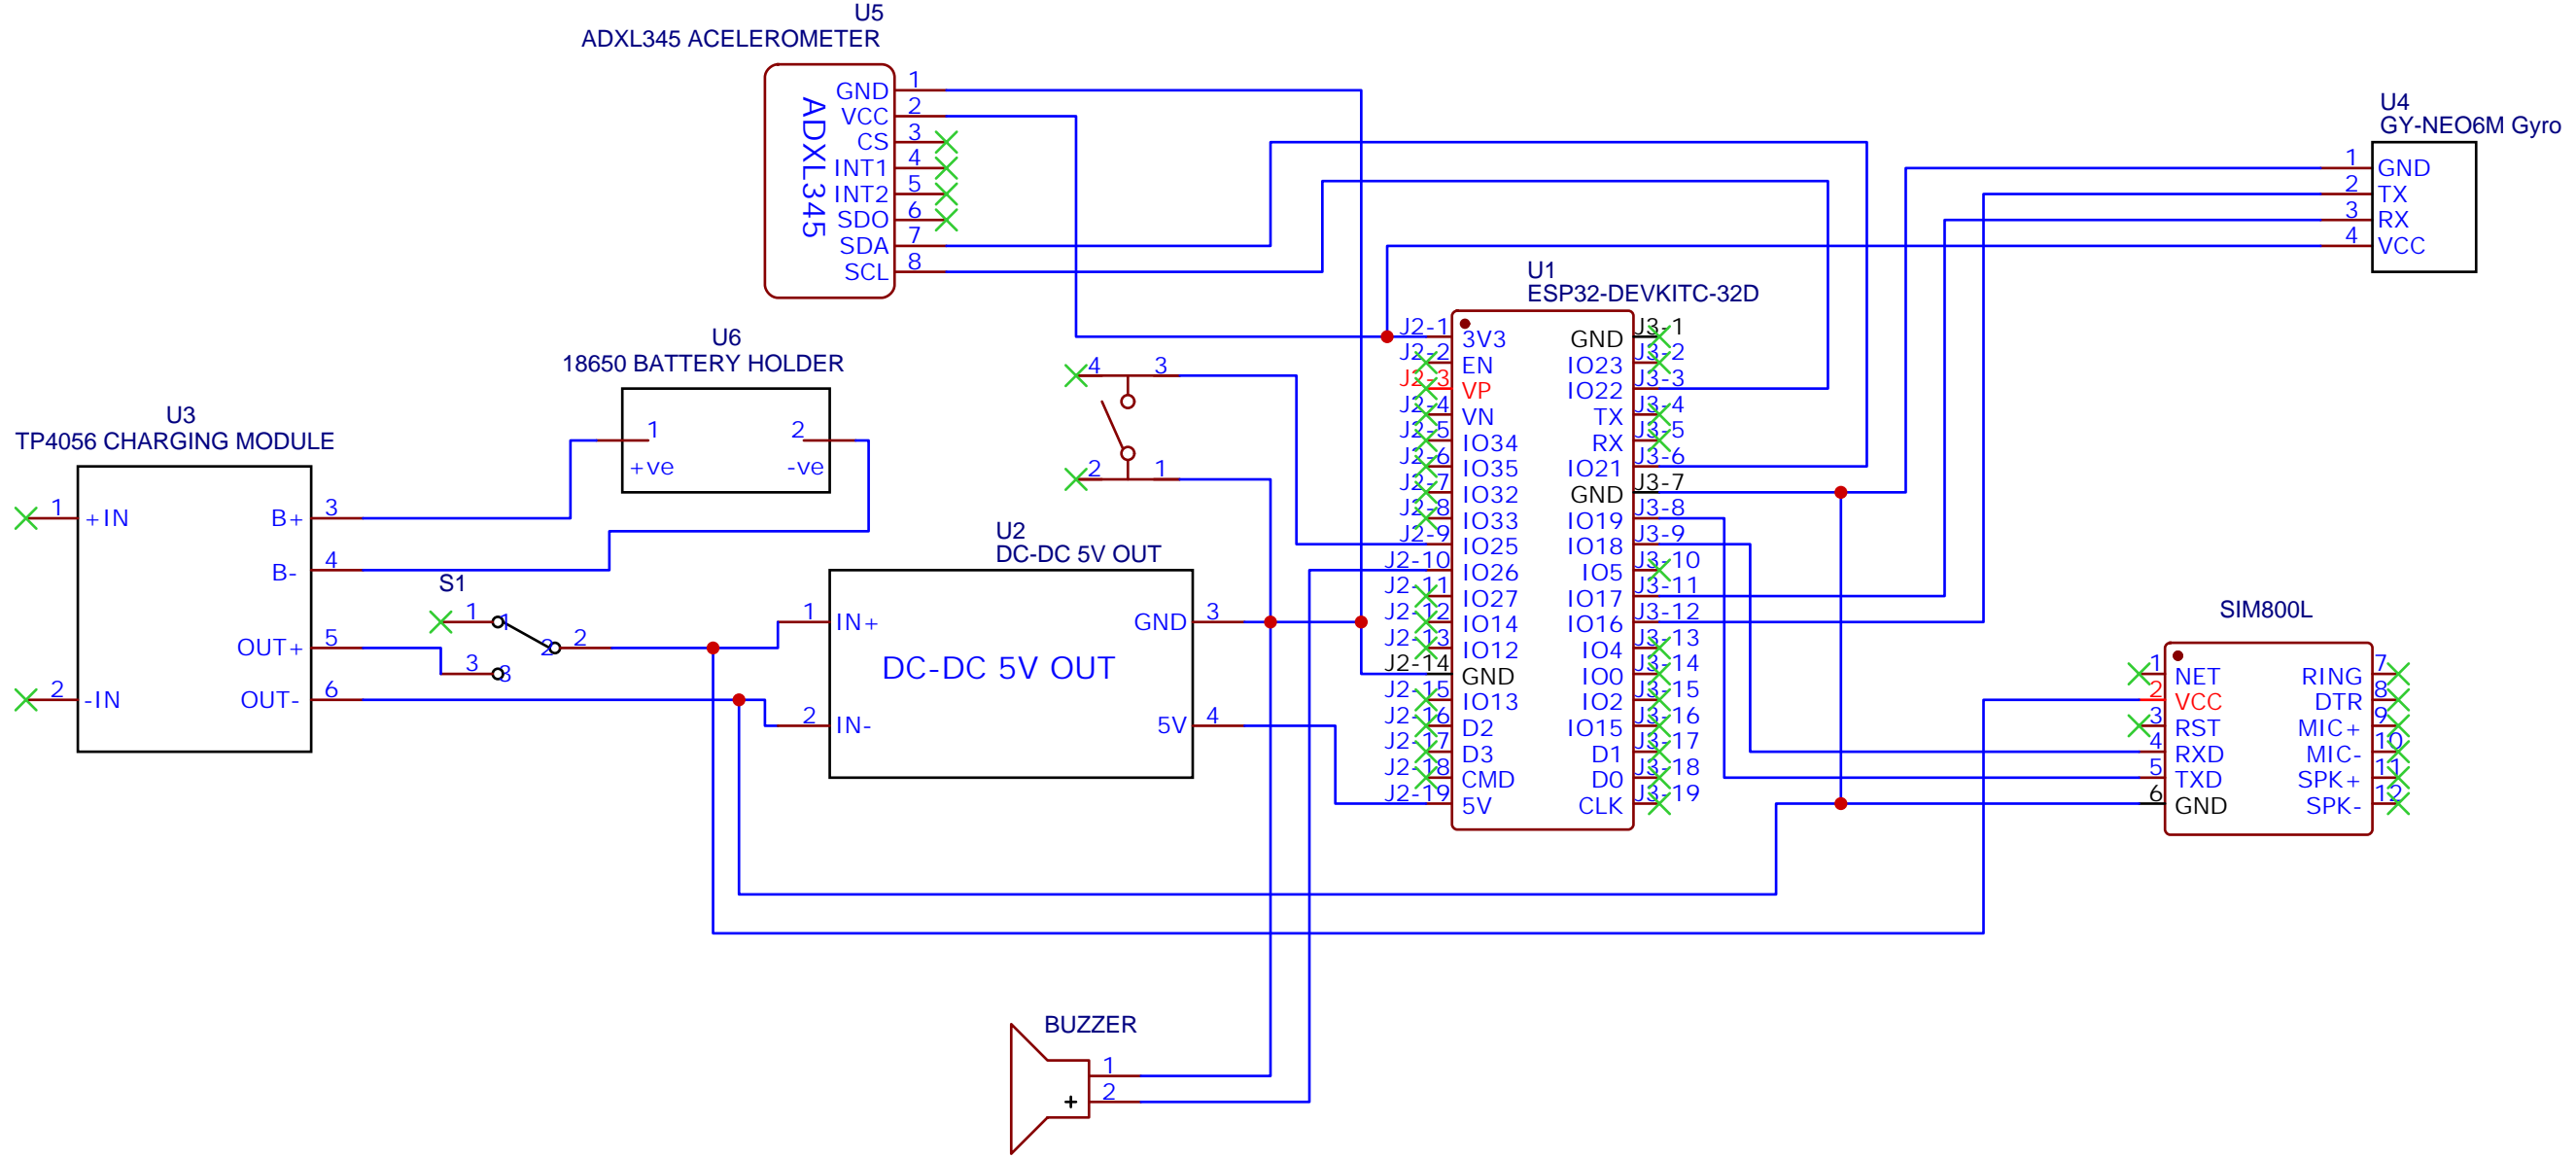 U5
ADXL345 ACELEROMETER
ADXL345
GND 1
VCC 2
CS 3
INT1 4
INT2 5
SDO 6
SDA 7
SCL 8
U4
GY-NEO6M Gyro
1 GND
2 TX
3 RX
4 VCC
U6
18650 BATTERY HOLDER
1 2
+ve -ve
U3
TP4056 CHARGING MODULE
1 +IN
2 -IN
B+ 3
B- 4
OUT+ 5
OUT- 6
S1
1 1
2 2
3 3
4 3
2 1
U2
DC-DC 5V OUT
DC-DC 5V OUT
1 IN+
2 IN-
GND 3
5V 4
U1
ESP32-DEVKITC-32D
J2-1 3V3 GND J3-1
J2-2 EN IO23 J3-2
J2-3 VP IO22 J3-3
J2-4 VN TX J3-4
J2-5 IO34 RX J3-5
J2-6 IO35 IO21 J3-6
J2-7 IO32 GND J3-7
J2-8 IO33 IO19 J3-8
J2-9 IO25 IO18 J3-9
J2-10 IO26 IO5 J3-10
J2-11 IO27 IO17 J3-11
J2-12 IO14 IO16 J3-12
J2-13 IO12 IO4 J3-13
J2-14 GND IO0 J3-14
J2-15 IO13 IO2 J3-15
J2-16 D2 IO15 J3-16
J2-17 D3 D1 J3-17
J2-18 CMD D0 J3-18
J2-19 5V CLK J3-19
SIM800L
1 NET RING 7
2 VCC DTR 8
3 RST MIC+ 9
4 RXD MIC- 10
5 TXD SPK+ 11
6 GND SPK- 12
BUZZER
1
+ 2